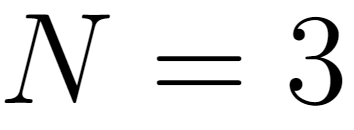 N = 3